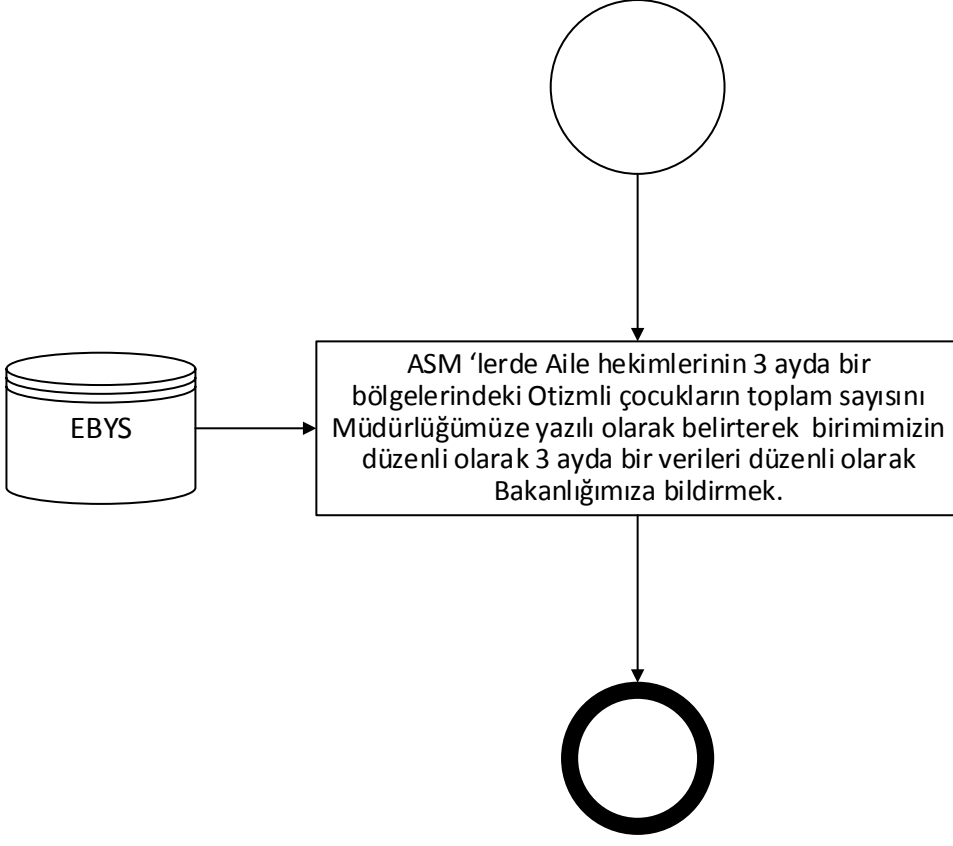 EBYS
ASM ‘lerde Aile hekimlerinin 3 ayda bir
bölgelerindeki Otizmli çocukların toplam sayısını
Müdürlüğümüze yazılı olarak belirterek birimimizin
düzenli olarak 3 ayda bir verileri düzenli olarak
Bakanlığımıza bildirmek.